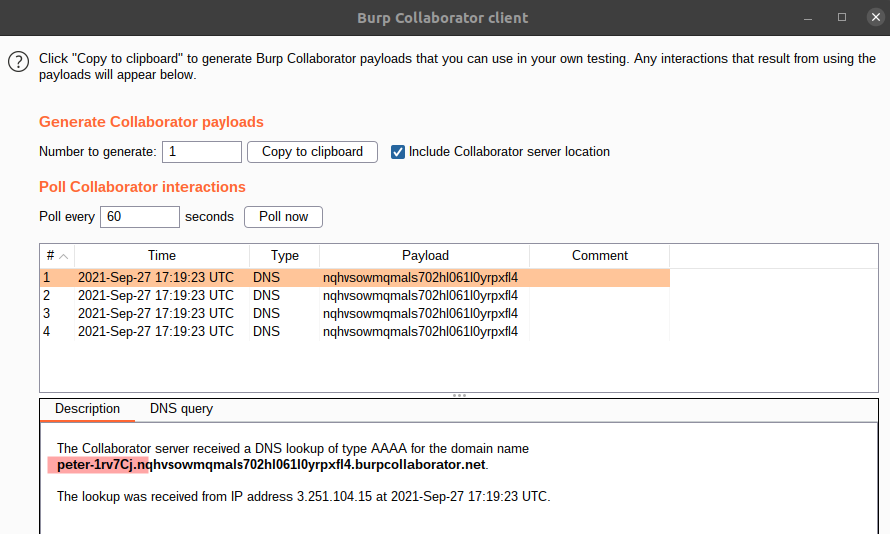 Burp Collaborator client
Click "Copy to clipboard" to generate Burp Collaborator payloads that you can use in your own testing. Any interactions that result from using the
payloads will appear below.
Generate Collaborator payloads
Number to generate: 1 Copy to clipboard Include Collaborator server location
Poll Collaborator interactions
Poll every 60 seconds Poll now
# Time Type Payload Comment
1 2021-Sep-27 17:19:23 UTC DNS nqhvsowmqmals702hl061l0yrpxfl4
2 2021-Sep-27 17:19:23 UTC DNS nqhvsowmqmals702hl061l0yrpxfl4
3 2021-Sep-27 17:19:23 UTC DNS nqhvsowmqmals702hl061l0yrpxfl4
4 2021-Sep-27 17:19:23 UTC DNS nqhvsowmqmals702hl061l0yrpxfl4
Description DNS query
The Collaborator server received a DNS lookup of type AAAA for the domain name
peter-1rv7Cj.nqhvsowmqmals702hl061l0yrpxfl4.burpcollaborator.net.
The lookup was received from IP address 3.251.104.15 at 2021-Sep-27 17:19:23 UTC.